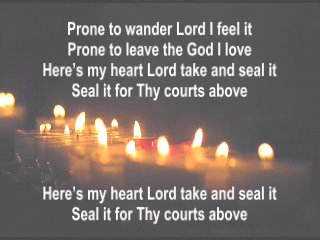 Prone to wander Lord I feel it
Prone to leave the God I love
Here's my heart Lord take and seal it
Seal it for Thy courts above
Here's my heart Lord take and seal it
Seal it for Thy courts above